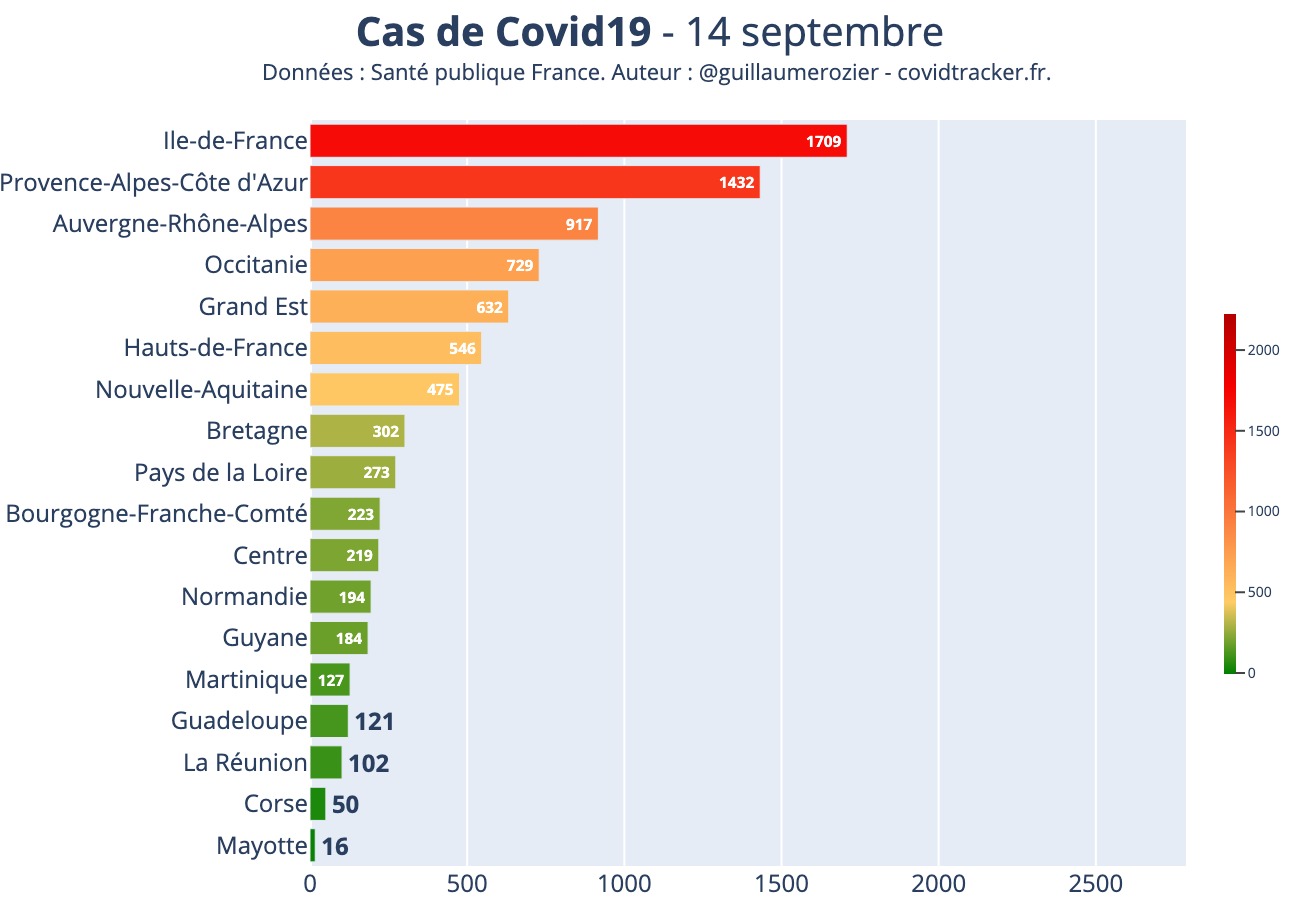 Cas de Covid19 - 14 septembre
Données : Santé publique France. Auteur : @guillaumerozier - covidtracker.fr.
Ile-de-France 1709
Provence-Alpes-Côte d'Azur 1432
Auvergne-Rhône-Alpes 917
Occitanie 729
Grand Est 632
Hauts-de-France 546
Nouvelle-Aquitaine 475
Bretagne 302
Pays de la Loire 273
Bourgogne-Franche-Comté 223
Centre 219
Normandie 194
Guyane 184
Martinique 127
Guadeloupe 121
La Réunion 102
Corse 50
Mayotte 16
0 500 1000 1500 2000 2500
2000
1500
1000
500
0